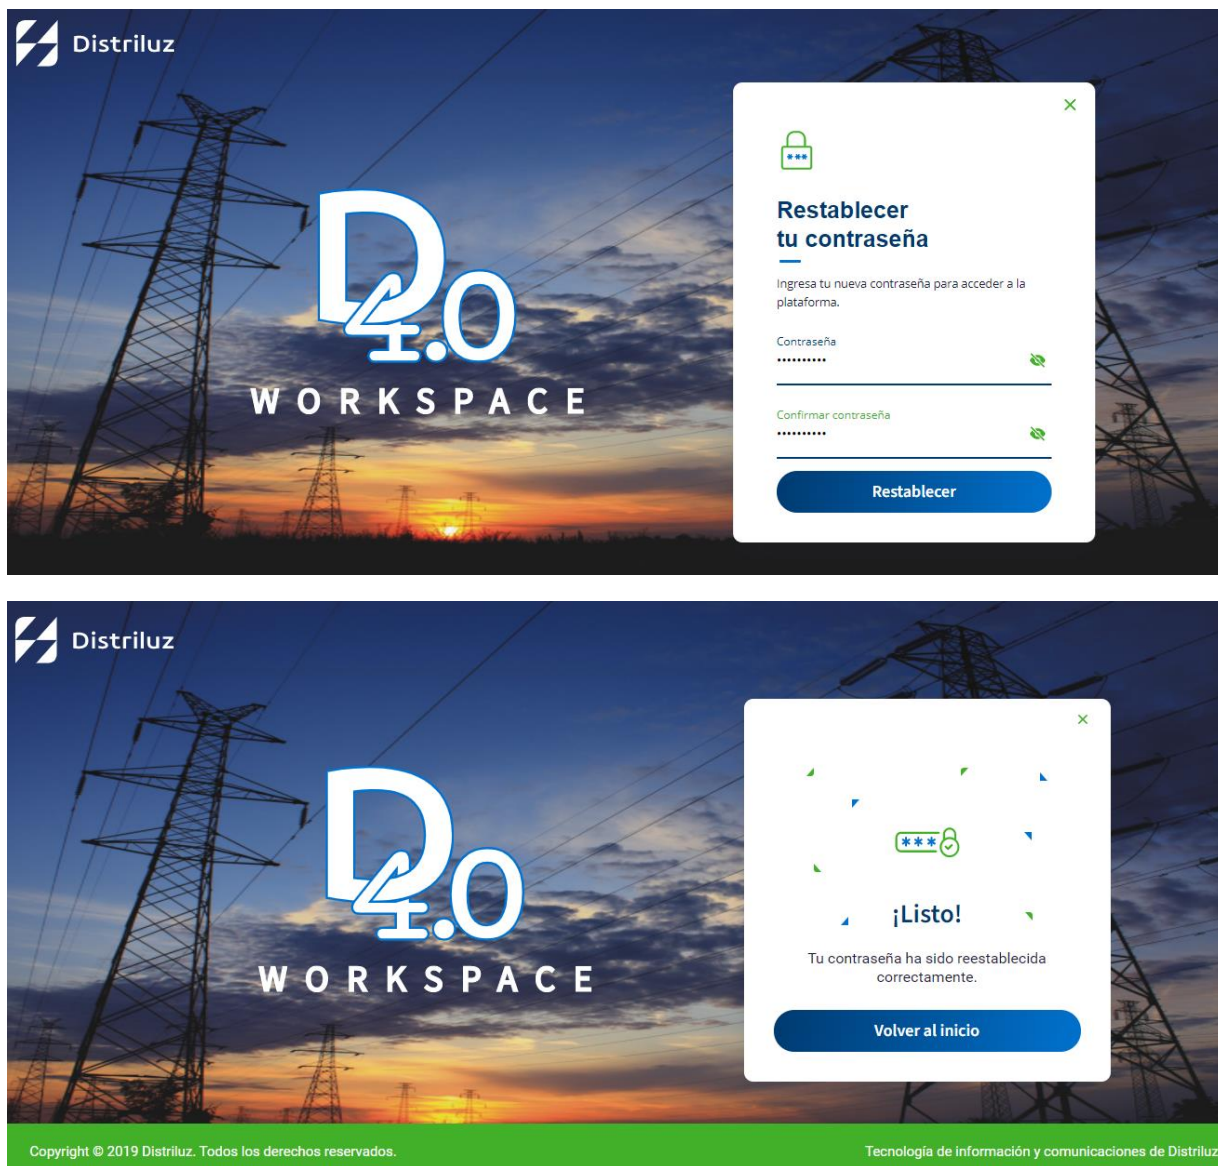 Distriluz
D4.0
WORKSPACE
***
Restablecer
tu contraseña
Ingresa tu nueva contraseña para acceder a la
plataforma.
Contraseña
••••••••••
Confirmar contraseña
••••••••••
Restablecer
Distriluz
D4.0
WORKSPACE
***
¡Listo!
Tu contraseña ha sido reestablecida
correctamente.
Volver al inicio
Copyright © 2019 Distriluz. Todos los derechos reservados.
Tecnología de información y comunicaciones de Distriluz